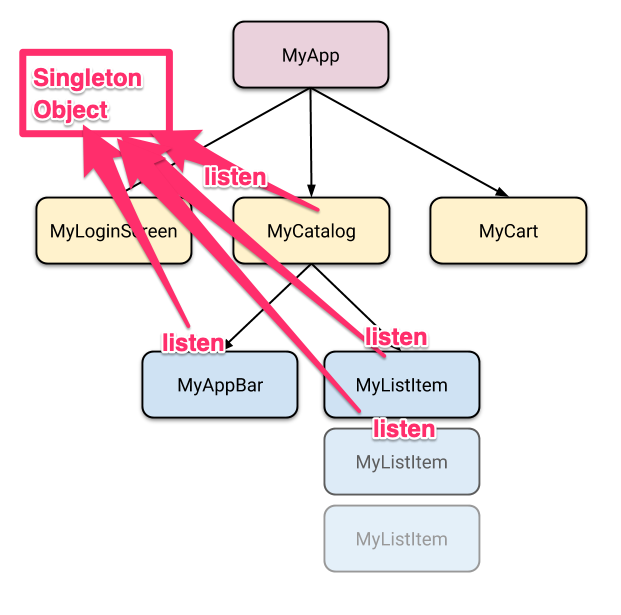 MyApp
Singleton
Object
listen
MyLoginScreen
MyCatalog
MyCart
listen
listen
MyAppBar
MyListItem
listen
MyListItem
MyListItem